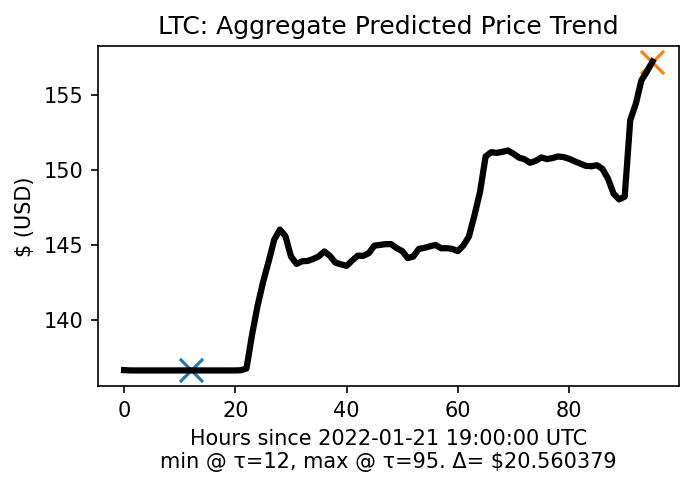 LTC: Aggregate Predicted Price Trend
155
150
145
140
$ (USD)
0 20 40 60 80
Hours since 2022-01-21 19:00:00 UTC
min @ τ=12, max @ τ=95. Δ= $20.560379